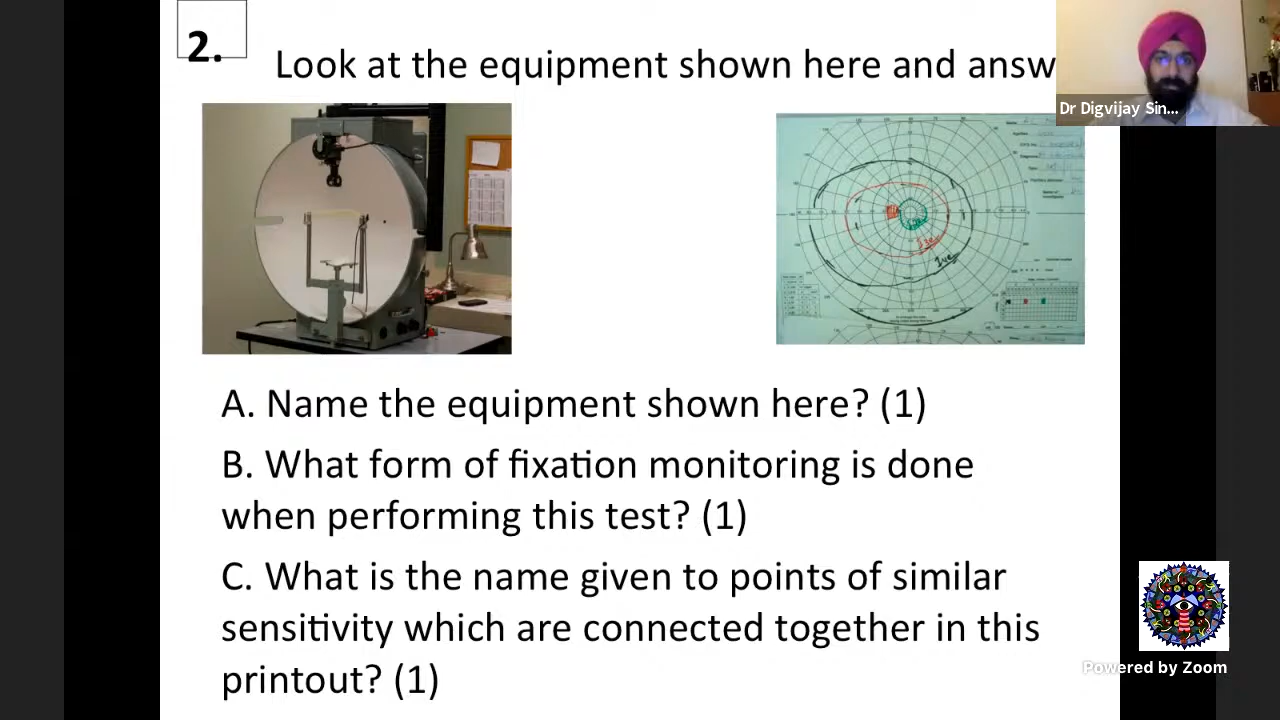 2.
Look at the equipment shown here and answ
Dr Digvijay Sin...
A. Name the equipment shown here? (1)
B. What form of fixation monitoring is done
when performing this test? (1)
C. What is the name given to points of similar
sensitivity which are connected together in this
printout? (1)
Powered by Zoom